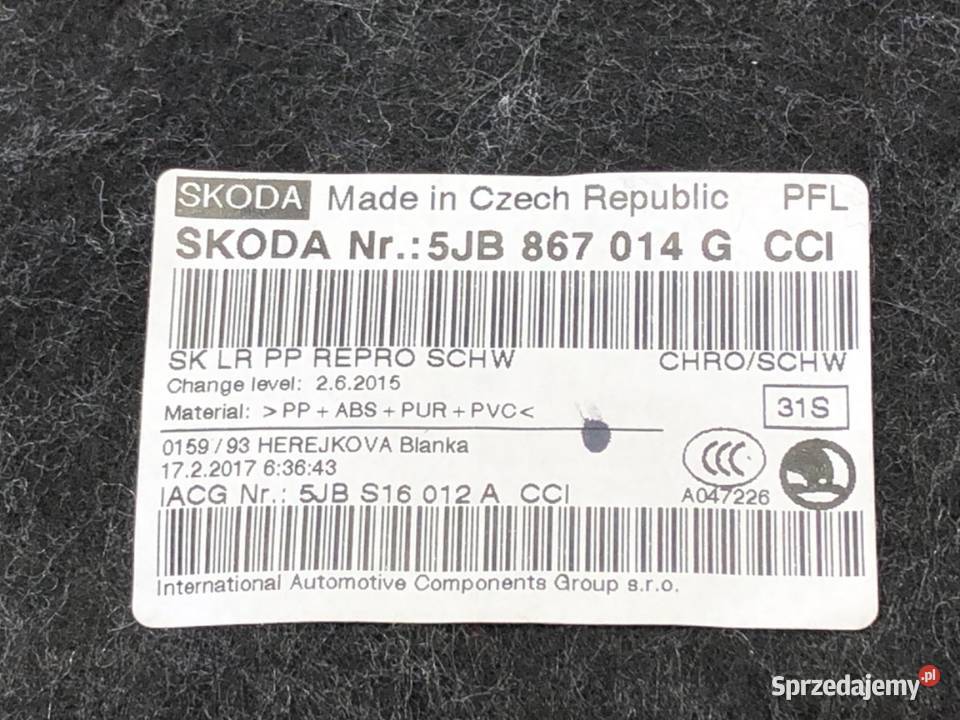 SKODA Made in Czech Republic PFL
SKODA Nr.: 5JB 867 014 G CCI
SK LR PP REPRO SCHW CHRO/SCHW
Change level: 2.6.2015
Material: >PP+ABS+PUR+PVC< 31S
0159/93 HEREJKOVA Blanka
17.2.2017 6:36:43
CCC
IACG Nr.: 5JB S16 012 A CCI A047226
International Automotive Components Group s.r.o.
Sprzedajemy.pl